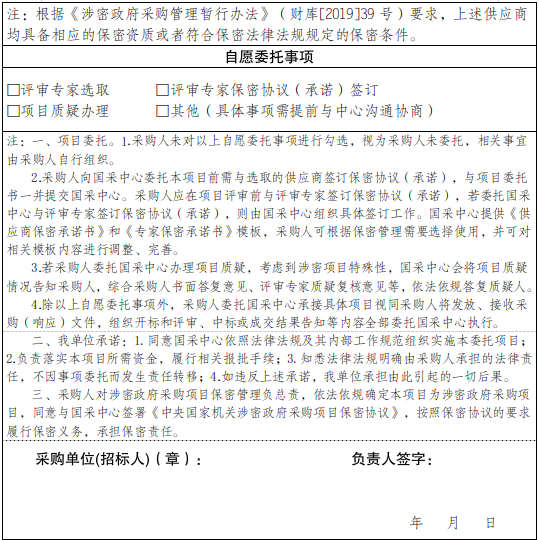 注：根据《涉密政府采购管理暂行办法》（财库[2019]39 号）要求，上述供应商
均具备相应的保密资质或者符合保密法律法规规定的保密条件。
自愿委托事项
□评审专家选取 □评审专家保密协议（承诺）签订
□项目质疑办理 □其他（具体事项需提前与中心沟通协商）
注：一、项目委托。1.采购人未对以上自愿委托事项进行勾选，视为采购人未委托，相关事宜
由采购人自行组织。
2.采购人向国采中心委托本项目前需与选取的供应商签订保密协议（承诺），与项目委托
书一并提交国采中心。采购人应在项目评审前与评审专家签订保密协议（承诺），若委托国采
中心与评审专家签订保密协议（承诺），则由国采中心组织具体签订工作。国采中心提供《供
应商保密承诺书》和《专家保密承诺书》模板，采购人可根据保密管理需要选择使用，并可对
相关模板内容进行调整、完善。
3.若采购人委托国采中心办理项目质疑，考虑到涉密项目特殊性，国采中心会将项目质疑
情况告知采购人，综合采购人书面答复意见、评审专家质疑复核意见等，依法依规答复质疑人。
4.除以上自愿委托事项外，采购人委托国采中心承接具体项目视同采购人将发放、接收采
购（响应）文件，组织开标和评审、中标或成交结果告知等内容全部委托国采中心执行。
二、我单位承诺：1.同意国采中心依照法律法规及其内部工作规范组织实施本委托项目；
2.负责落实本项目所需资金，履行相关报批手续；3.知悉法律法规明确由采购人承担的法律责
任，不因事项委托而发生责任转移；4.如违反上述承诺，我单位承担由此引起的一切后果。
三、采购人对涉密政府采购项目保密管理负总责，依法依规确定本项目为涉密政府采购项
目，同意与国采中心签署《中央国家机关涉密政府采购项目保密协议》，按照保密协议的要求
履行保密义务，承担保密责任。
采购单位(招标人)（章）： 负责人签字：
年 月 日